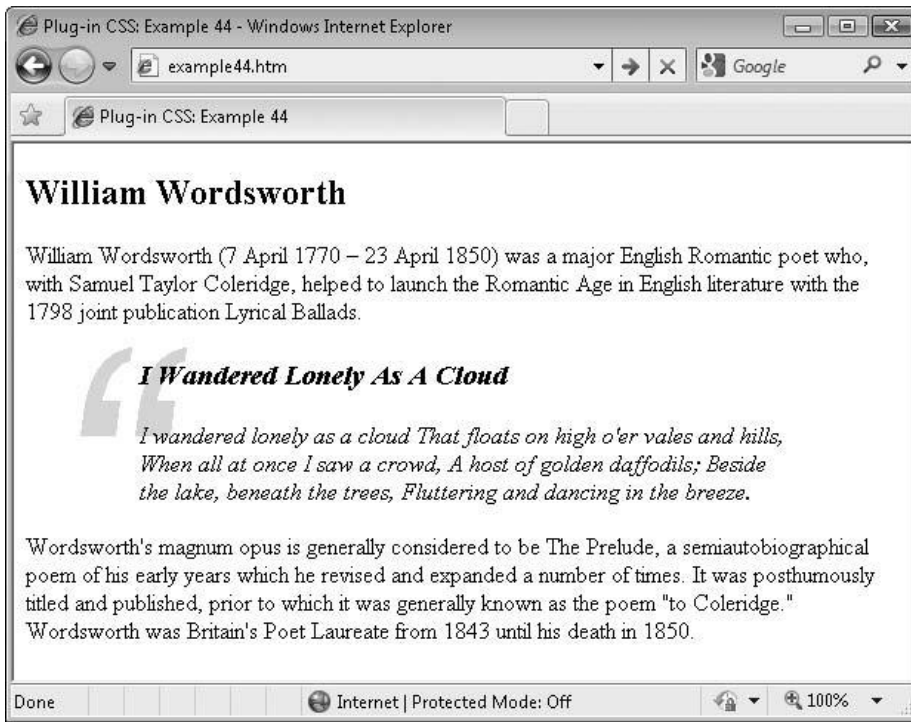 Plug-in CSS: Example 44 - Windows Internet Explorer
example44.htm
Google
Plug-in CSS: Example 44
William Wordsworth
William Wordsworth (7 April 1770 – 23 April 1850) was a major English Romantic poet who,
with Samuel Taylor Coleridge, helped to launch the Romantic Age in English literature with the
1798 joint publication Lyrical Ballads.
“
I Wandered Lonely As A Cloud
I wandered lonely as a cloud That floats on high o'er vales and hills,
When all at once I saw a crowd, A host of golden daffodils; Beside
the lake, beneath the trees, Fluttering and dancing in the breeze.
Wordsworth's magnum opus is generally considered to be The Prelude, a semiautobiographical
poem of his early years which he revised and expanded a number of times. It was posthumously
titled and published, prior to which it was generally known as the poem "to Coleridge."
Wordsworth was Britain's Poet Laureate from 1843 until his death in 1850.
Done
Internet | Protected Mode: Off
100%